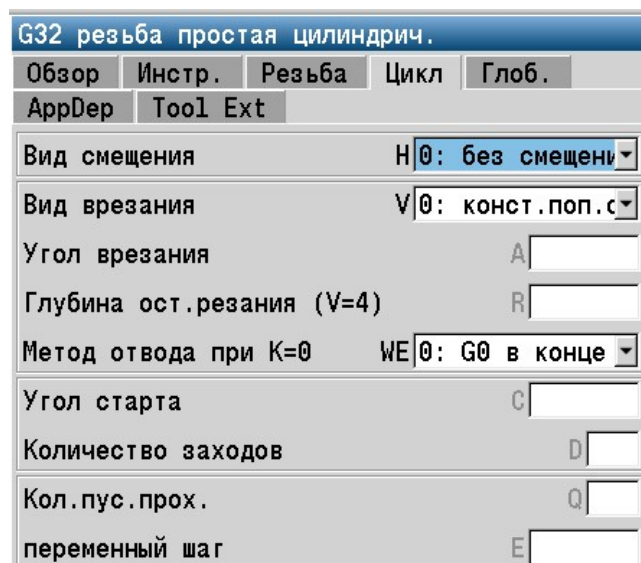 G32 резьба простая цилиндрич.
Обзор Инстр. Резьба Цикл Глоб.
AppDep Tool Ext
Вид смещения H 0: без смещени
Вид врезания V 0: конст.поп.с
Угол врезания A
Глубина ост.резания (V=4) R
Метод отвода при K=0 WE 0: G0 в конце
Угол старта C
Количество заходов D
Кол.пус.прох. Q
переменный шаг E